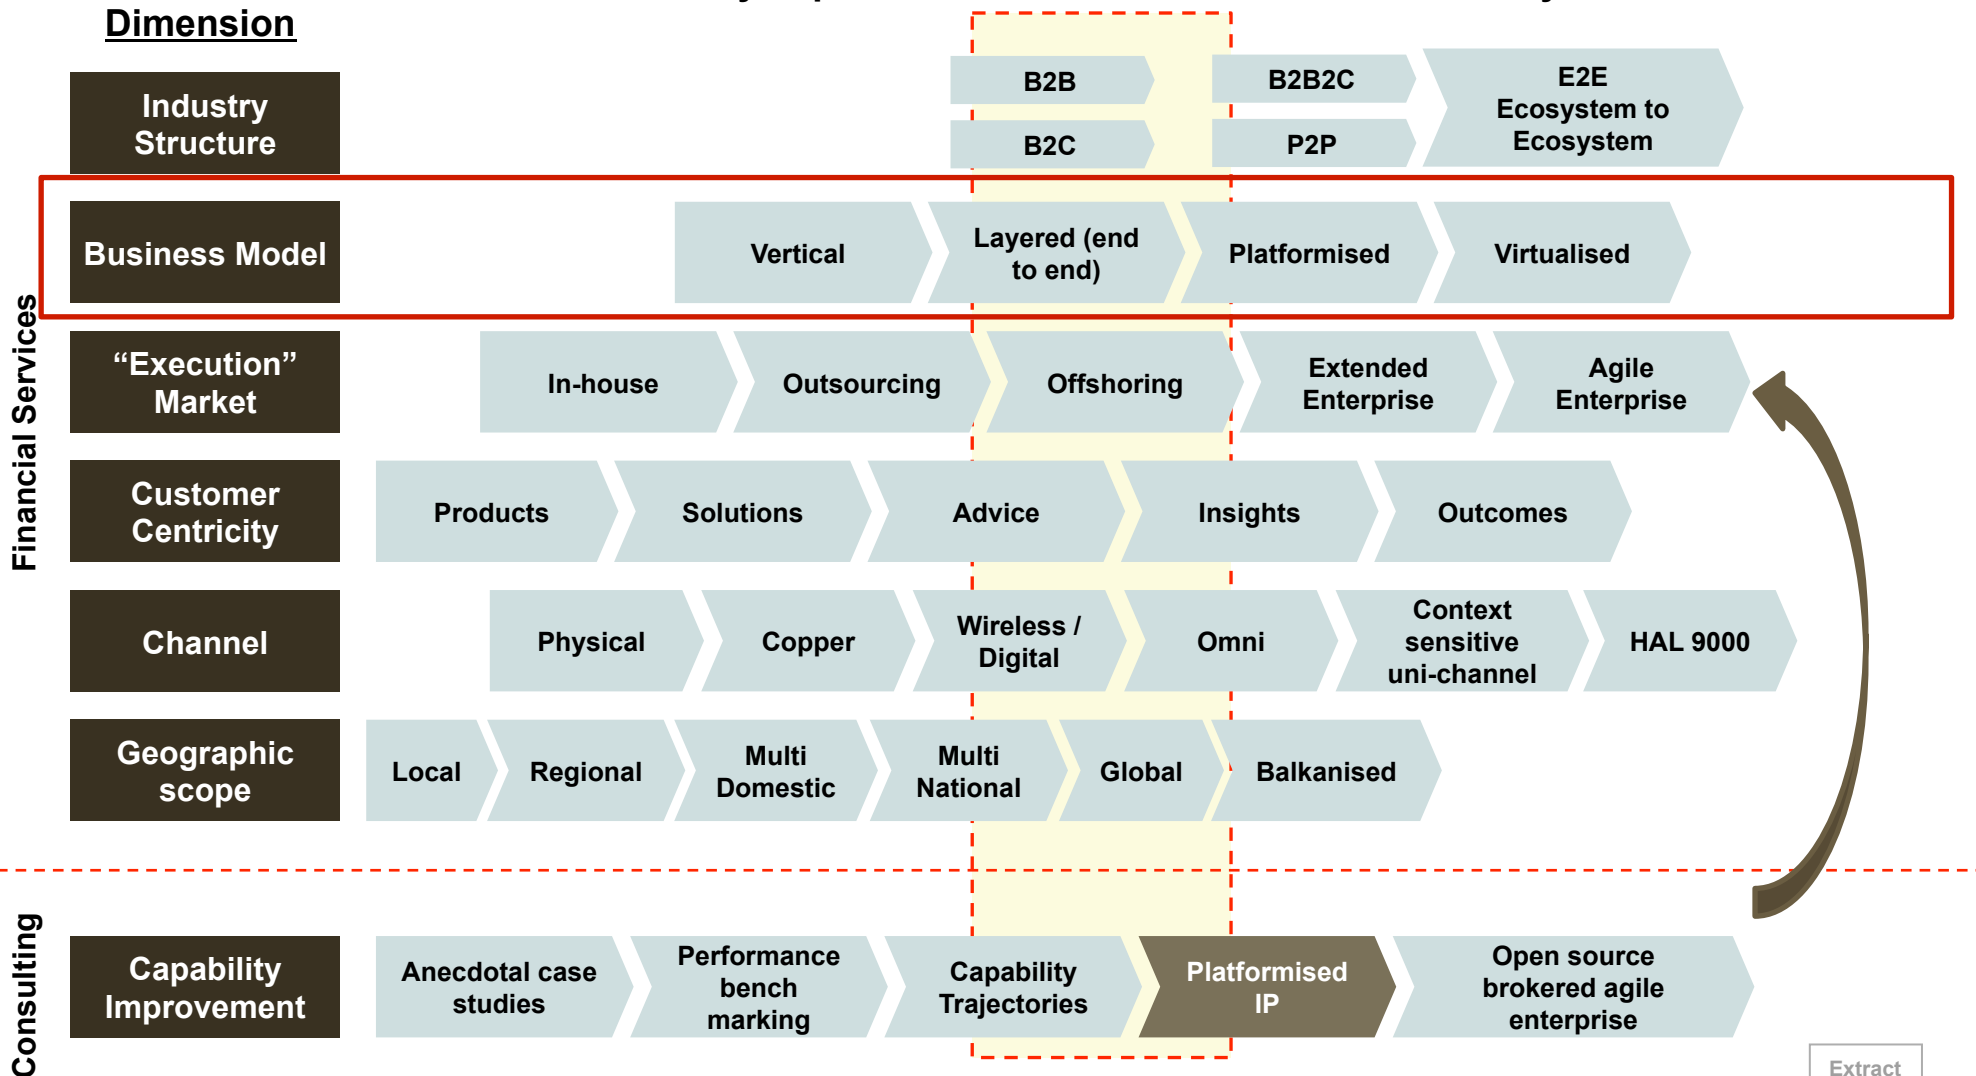 Dimension
Industry
Structure
B2B
B2C
B2B2C
P2P
E2E
Ecosystem to
Ecosystem
Financial Services
Business Model
Vertical
Layered (end
to end)
Platformised
Virtualised
“Execution”
Market
In-house
Outsourcing
Offshoring
Extended
Enterprise
Agile
Enterprise
Customer
Centricity
Products
Solutions
Advice
Insights
Outcomes
Channel
Physical
Copper
Wireless /
Digital
Omni
Context
sensitive
uni-channel
HAL 9000
Geographic
scope
Local
Regional
Multi
Domestic
Multi
National
Global
Balkanised
Consulting
Capability
Improvement
Anecdotal case
studies
Performance
bench
marking
Capability
Trajectories
Platformised
IP
Open source
brokered agile
enterprise
Extract